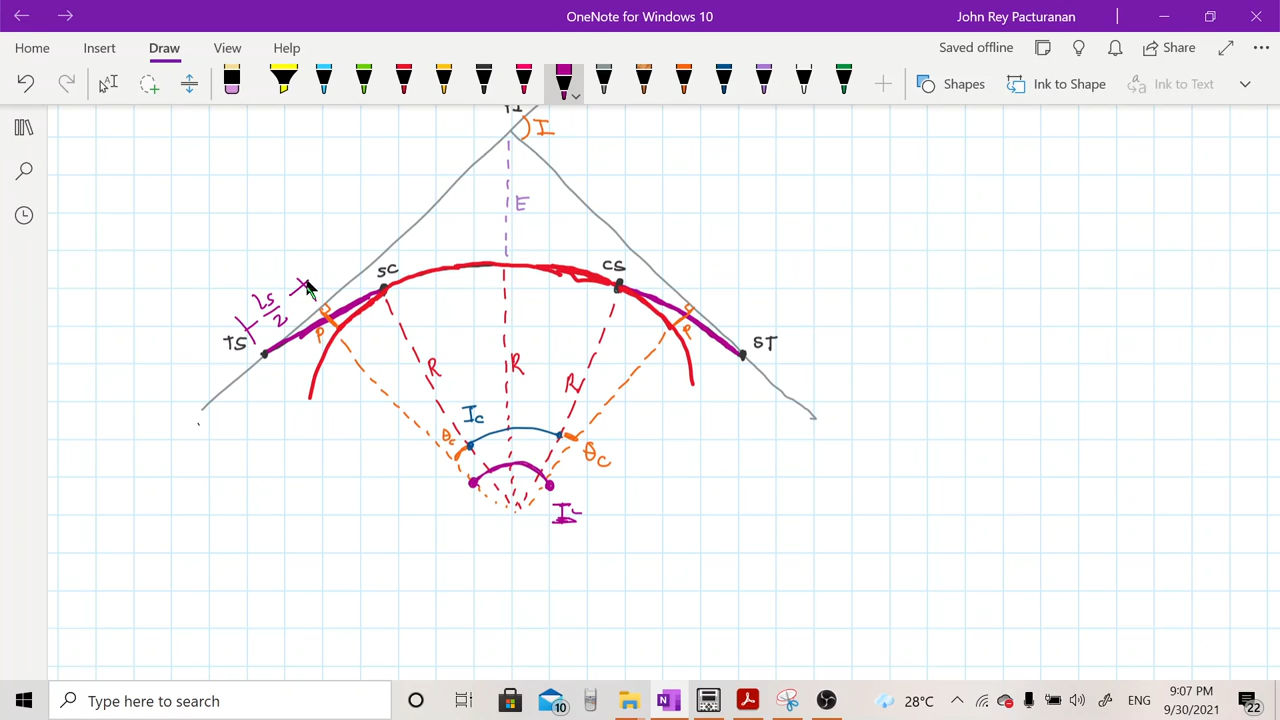 OneNote for Windows 10
John Rey Pacturanan
Home Insert Draw View Help
Saved offline
Share
Shapes
Ink to Shape
Ink to Text
I
E
SC
CS
Ls/2
TS
P
P
ST
R
R
R
Ic
θc
θc
I
Type here to search
10
28°C
ENG
9:07 PM
9/30/2021
22